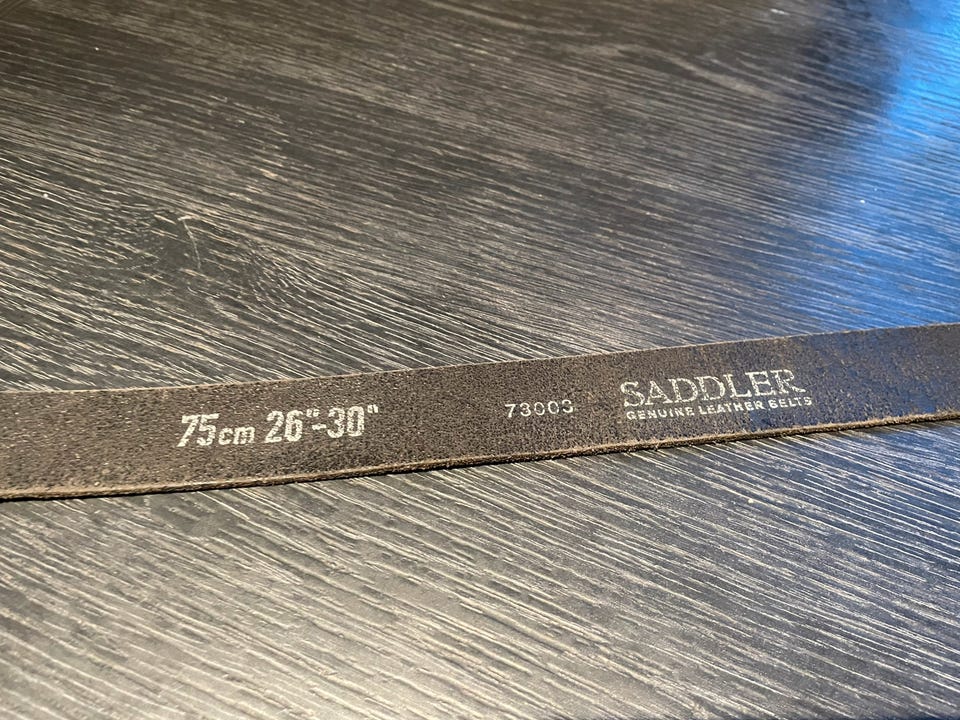 75cm 26"-30"
73003
SADDLER
GENUINE LEATHER BELTS